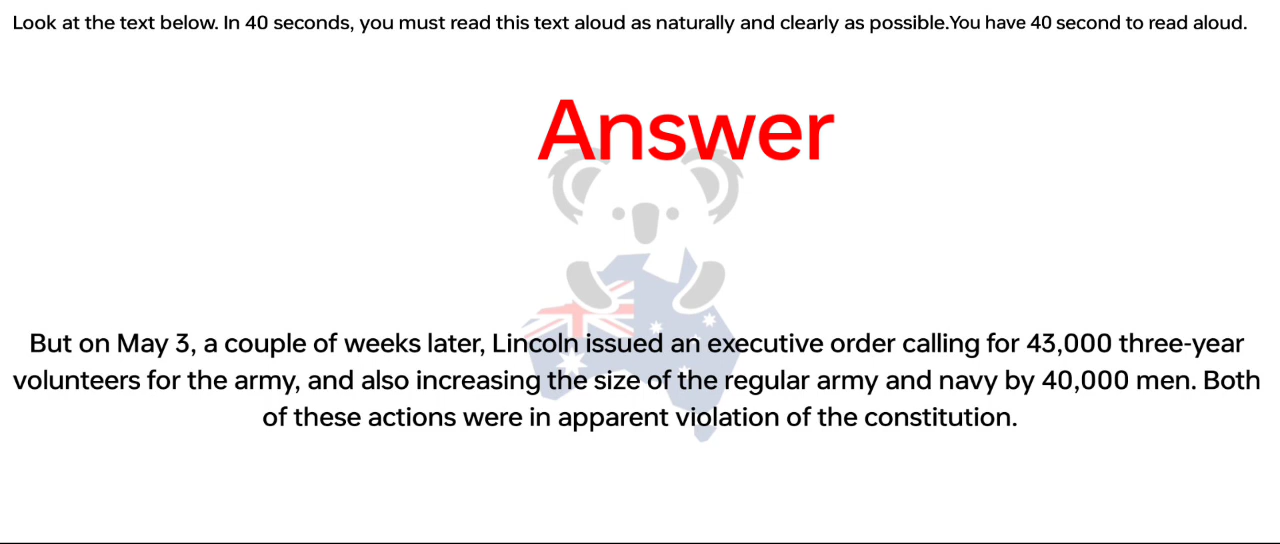 Look at the text below. In 40 seconds, you must read this text aloud as naturally and clearly as possible.You have 40 second to read aloud.
Answer
But on May 3, a couple of weeks later, Lincoln issued an executive order calling for 43,000 three-year
volunteers for the army, and also increasing the size of the regular army and navy by 40,000 men. Both
of these actions were in apparent violation of the constitution.